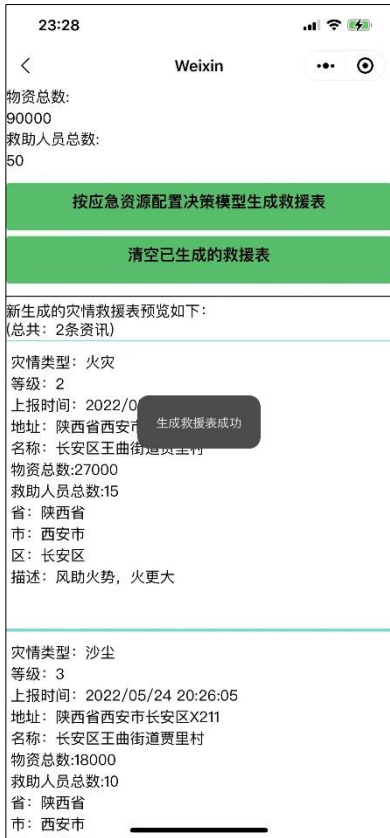 23:28
Weixin
物资总数:
90000
救助人员总数:
50
按应急资源配置决策模型生成救援表
清空已生成的救援表
新生成的灾情救援表预览如下:
(总共: 2条资讯)
灾情类型: 火灾
等级: 2
上报时间: 2022/0
地址: 陕西省西安市
生成救援表成功
名称: 长安区王曲街道贾里村
物资总数:27000
救助人员总数:15
省: 陕西省
市: 西安市
区: 长安区
描述: 风助火势, 火更大
灾情类型: 沙尘
等级: 3
上报时间: 2022/05/24 20:26:05
地址: 陕西省西安市长安区X211
名称: 长安区王曲街道贾里村
物资总数:18000
救助人员总数:10
省: 陕西省
市: 西安市